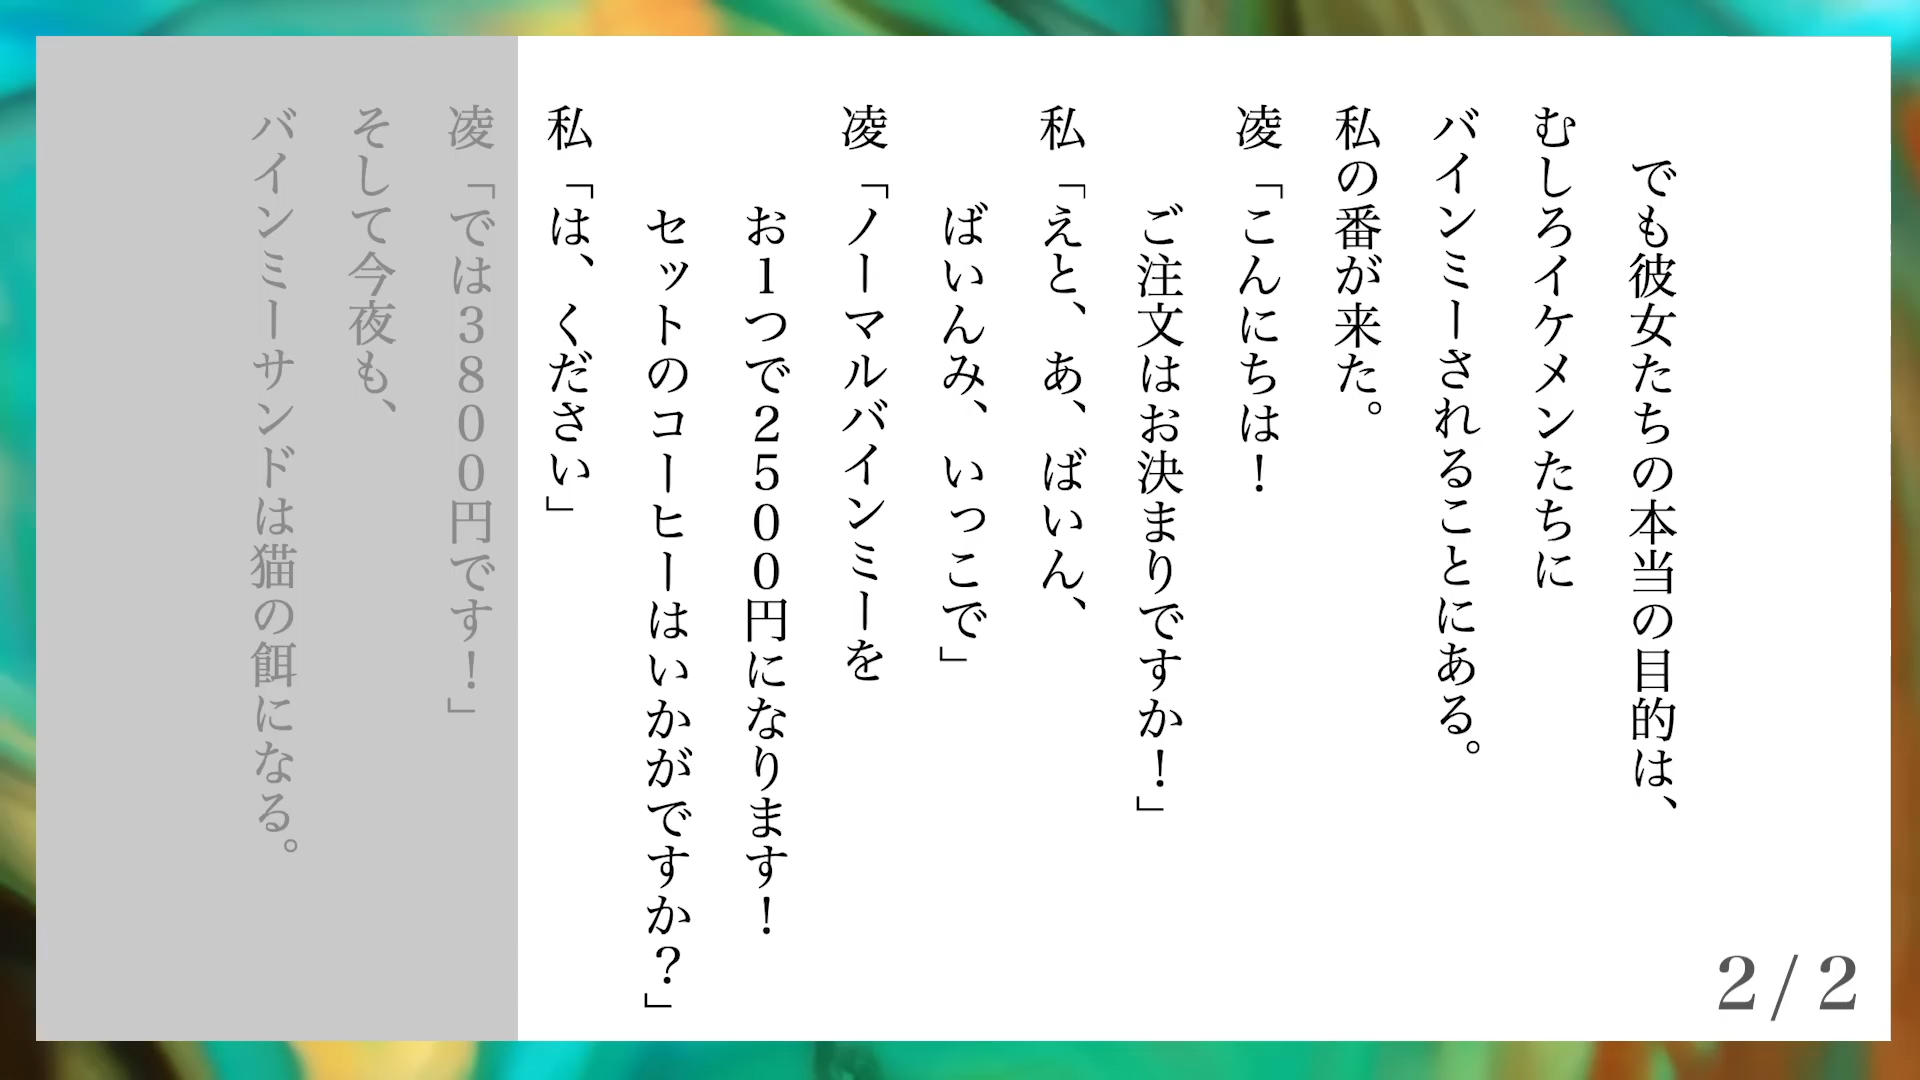 でも彼女たちの本当の目的は、
むしろイケメンたちに
バインミーされることにある。
私の番が来た。
凌「こんにちは！
ご注文はお決まりですか！」
私「えと、あ、ばいん、
ばいんみ、いっこで」
凌「ノーマルバインミーを
お１つで２５００円になります！
セットのコーヒーはいかがですか？」
私「は、ください」
凌「では３８００円です！」
そして今夜も、
バインミーサンドは猫の餌になる。
2/2